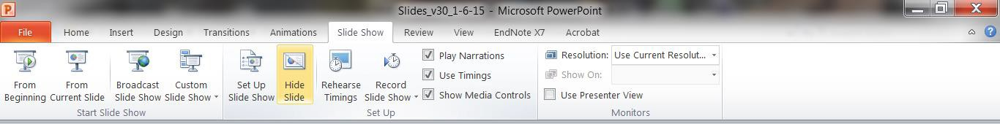 Slides_v30_1-6-15 - Microsoft PowerPoint
File Home Insert Design Transitions Animations Slide Show Review View EndNote X7 Acrobat
From Beginning
From Current Slide
Broadcast Slide Show
Custom Slide Show
Start Slide Show
Set Up Slide Show
Hide Slide
Rehearse Timings
Record Slide Show
Play Narrations
Use Timings
Show Media Controls
Set Up
Resolution: Use Current Resolut...
Show On:
Use Presenter View
Monitors